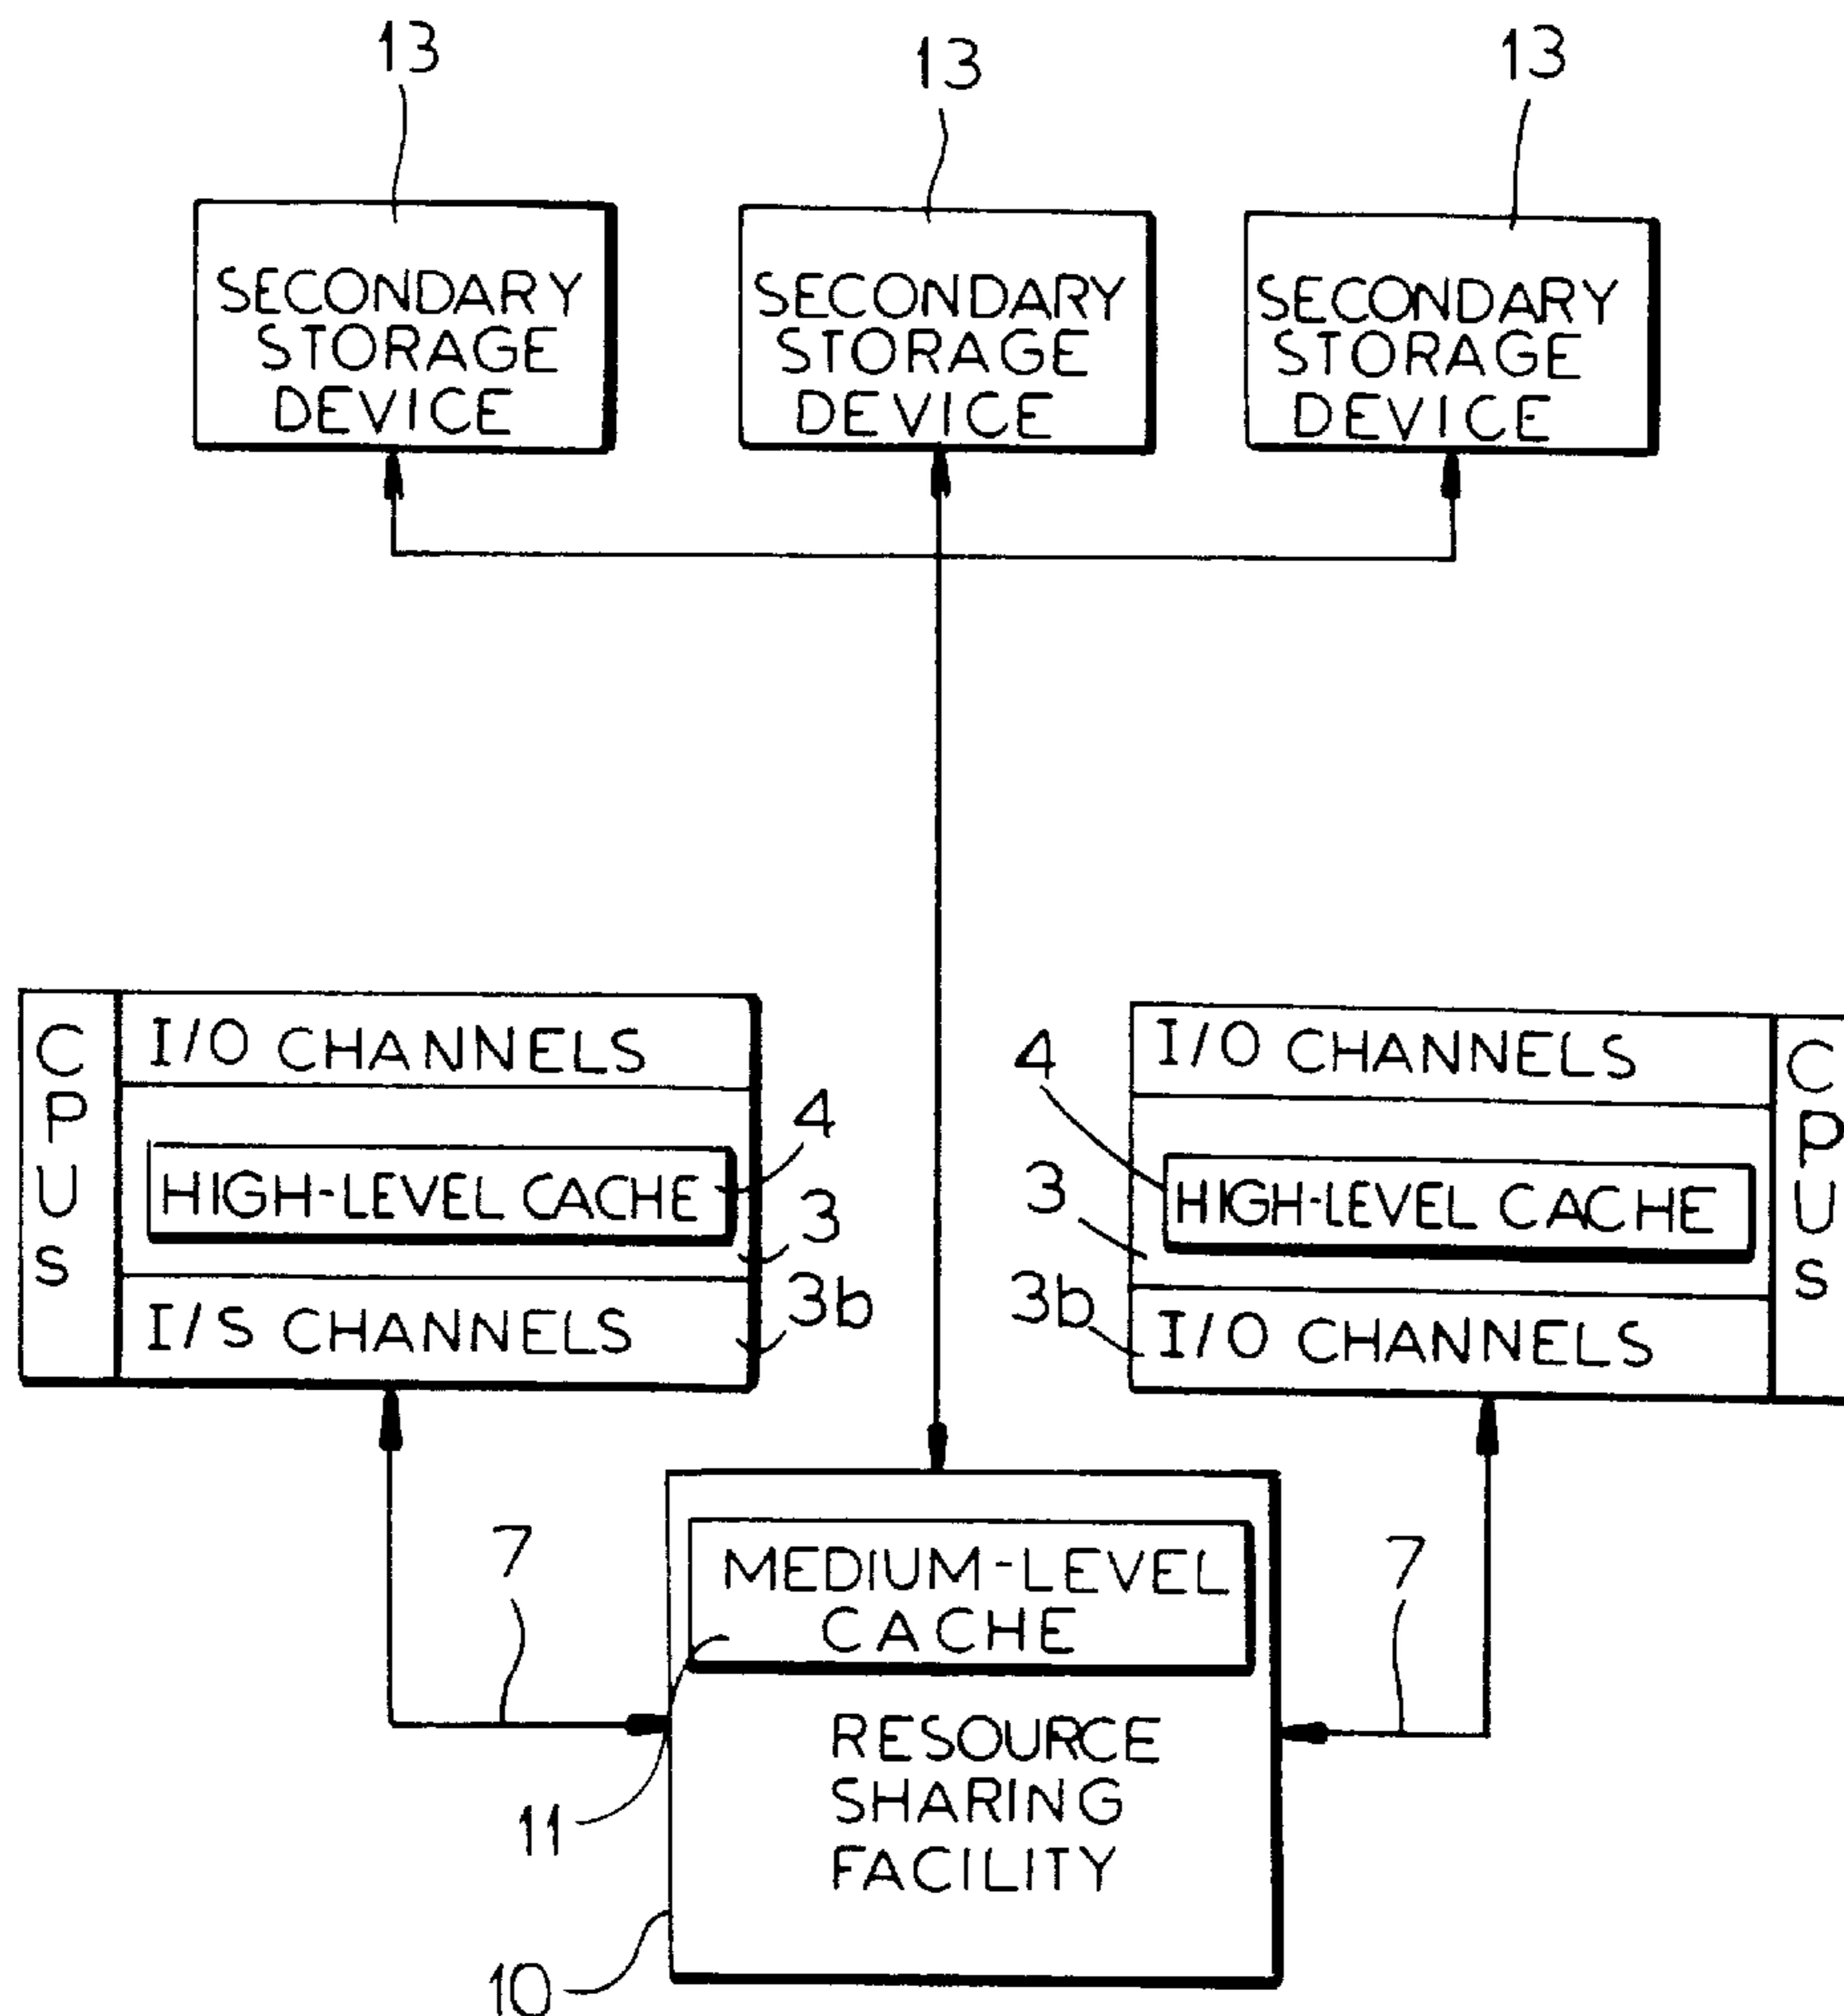 13
13
13
SECONDARY
STORAGE
DEVICE
SECONDARY
STORAGE
DEVICE
SECONDARY
STORAGE
DEVICE
CPUS
I/O CHANNELS
HIGH-LEVEL CACHE
I/S CHANNELS
4
3
3b
4
3
3b
I/O CHANNELS
HIGH-LEVEL CACHE
I/O CHANNELS
CPUS
7
7
MEDIUM-LEVEL
CACHE
RESOURCE
SHARING
FACILITY
11
10